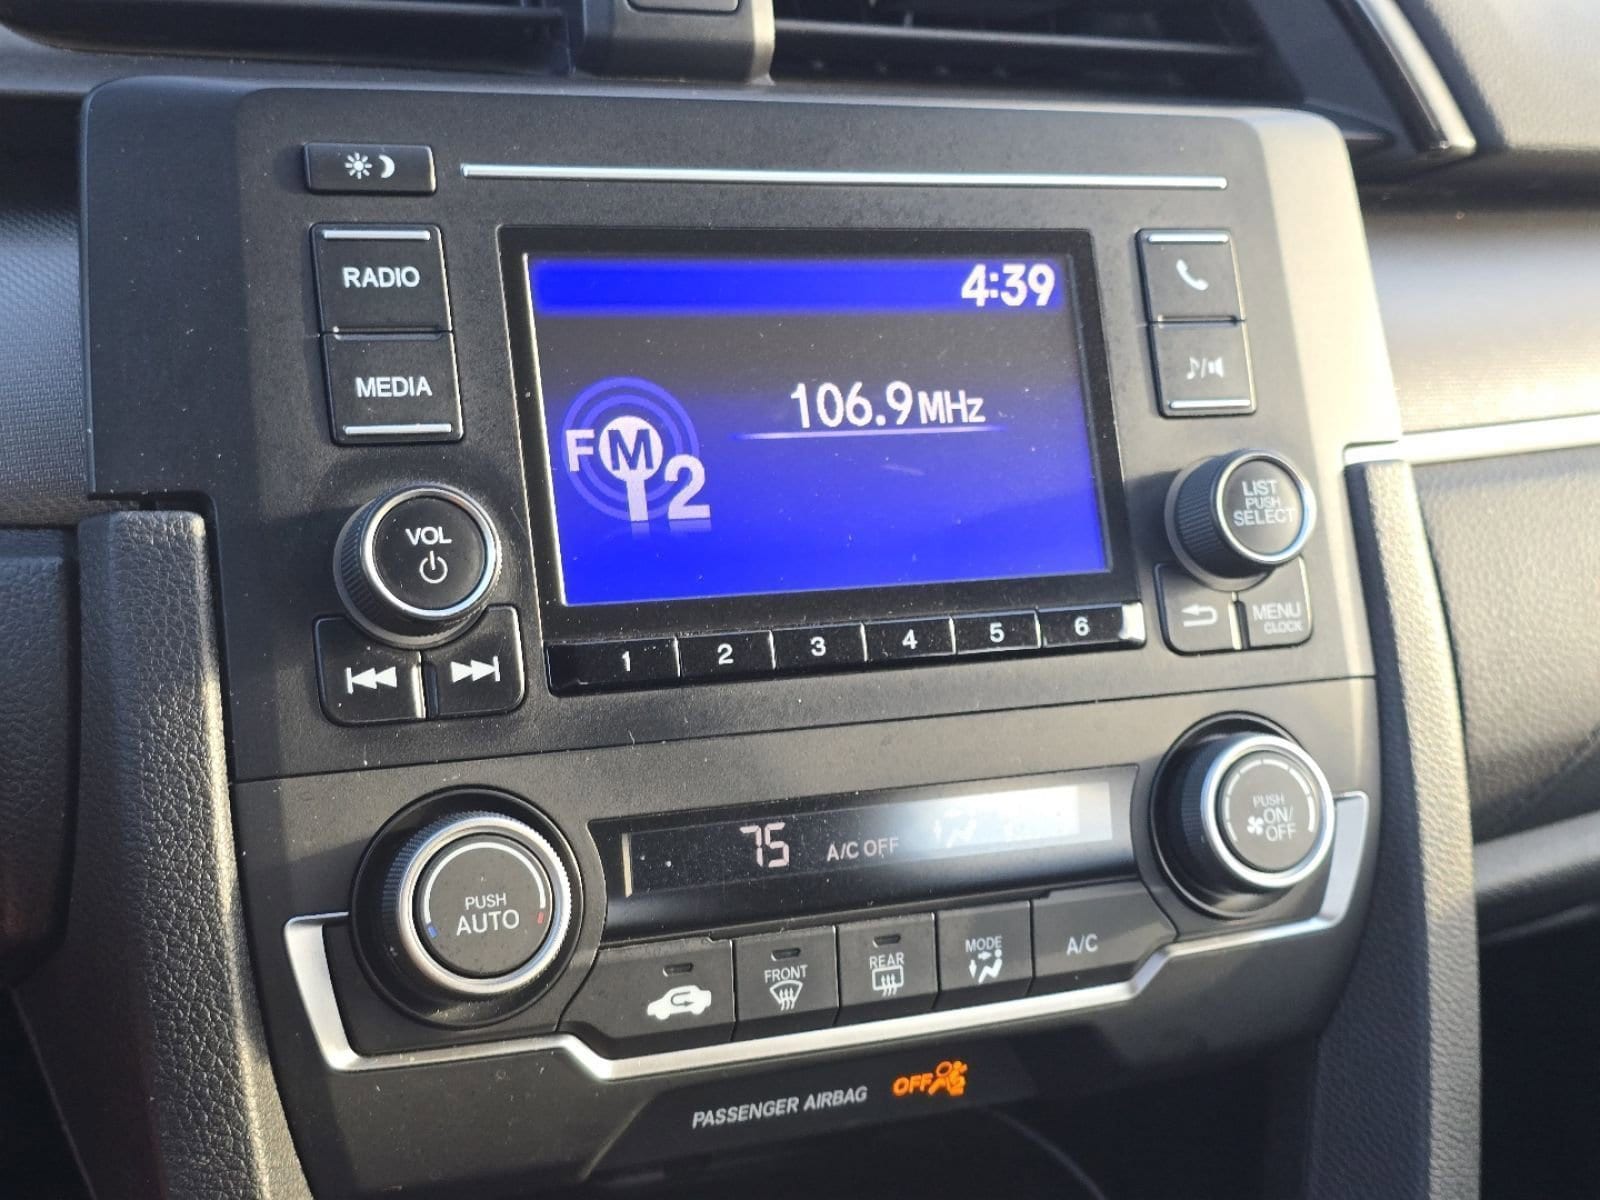 RADIO
MEDIA
4:39
106.9MHz
FM2
VOL
LIST
PUSH
SELECT
MENU
CLOCK
1 2 3 4 5 6
75 A/C OFF
PUSH
AUTO
PUSH
ON/
OFF
FRONT
REAR
MODE
A/C
PASSENGER AIRBAG OFF